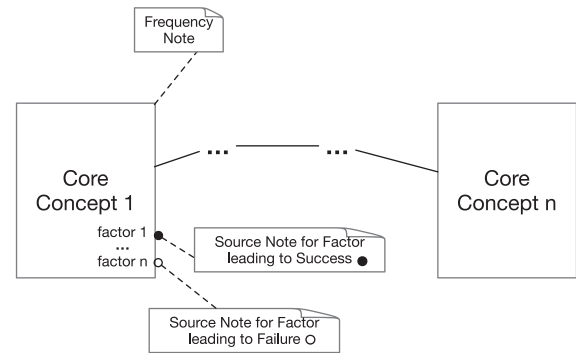 Frequency
Note
Core
Concept 1
...
...
Core
Concept n
factor 1
...
factor n
Source Note for Factor
leading to Success
Source Note for Factor
leading to Failure